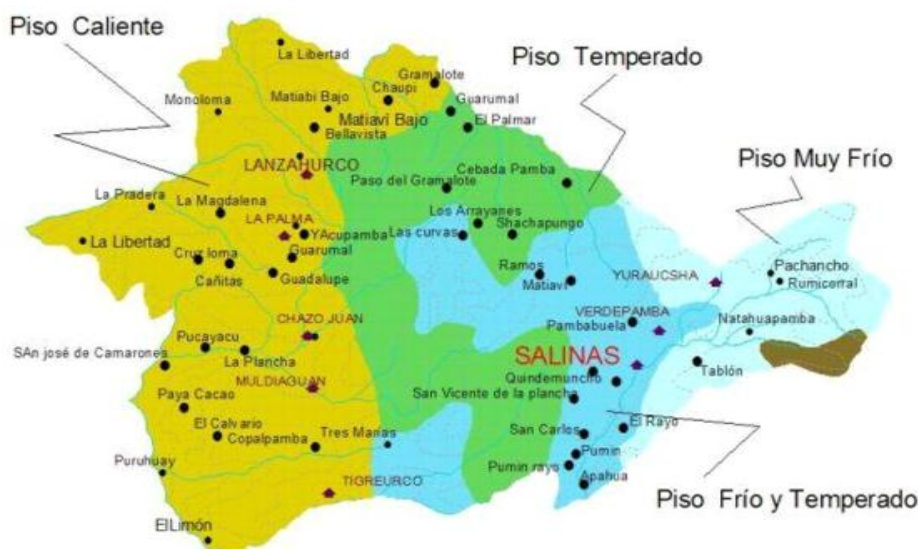 Piso Caliente
La Libertad
Gramalote
Piso Temperado
Monoloma
Matiabi Bajo
Chaupi
Guarumal
Matiaví Bajo
El Palmar
Bellavista
LANZAHURCO
Cebada Pamba
Paso del Gramalote
Piso Muy Frío
La Pradera
La Magdalena
Los Arrayanes
LA PALMA
YAcupamba
Las curvas
Shachapungo
La Libertad
Guarumal
Cruz loma
Cañitas
Guadalupe
Ramos
Matiaví
YURAUCSHA
Pachancho
Rumicorral
CHAZO JUAN
VERDEPAMBA
Pambabuela
Natahuapamba
Pucayacu
SAn josé de Camarones
La Plancha
SALINAS
Tablón
MULDIAGUAN
Quindemuncho
San Vicente de la plancha
Paya Cacao
El Calvario
Copalpamba
Tres Marias
San Carlos
El Rayo
Puruhuay
Pumin
Pumin rayo
Apahua
TIGREURCO
Piso Frío y Temperado
ElLimón